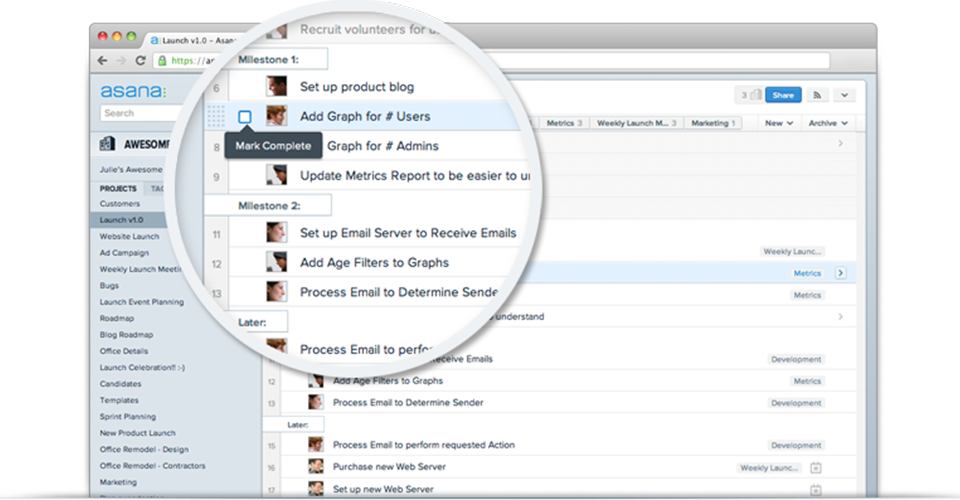 Launch v1.0 - Asana
https://as
asana:
Search
3
Share
AWESOME
Julie's Awesome
PROJECTS
TAG
Customers
Launch v1.0
Website Launch
Ad Campaign
Weekly Launch Meetin
Bugs
Launch Event Planning
Roadmap
Blog Roadmap
Office Details
Launch Celebration!! :-)
Candidates
Templates
Sprint Planning
New Product Launch
Office Remodel - Design
Office Remodel - Contractors
Marketing
Metrics 3
Weekly Launch M... 3
Marketing 1
New
Archive
Recruit volunteers for
Milestone 1:
6 Set up product blog
Add Graph for # Users
Mark Complete
8 Graph for # Admins
9 Update Metrics Report to be easier to un
Milestone 2:
11 Set up Email Server to Receive Emails
12 Add Age Filters to Graphs
13 Process Email to Determine Sende
Later:
Process Email to perfo
Weekly Launc...
Metrics
Metrics
understand
Receive Emails Development
12 Add Age Filters to Graphs Metrics
13 Process Email to Determine Sender Development
Later:
15 Process Email to perform requested Action Development
16 Purchase new Web Server Weekly Launc...
17 Set up new Web Server